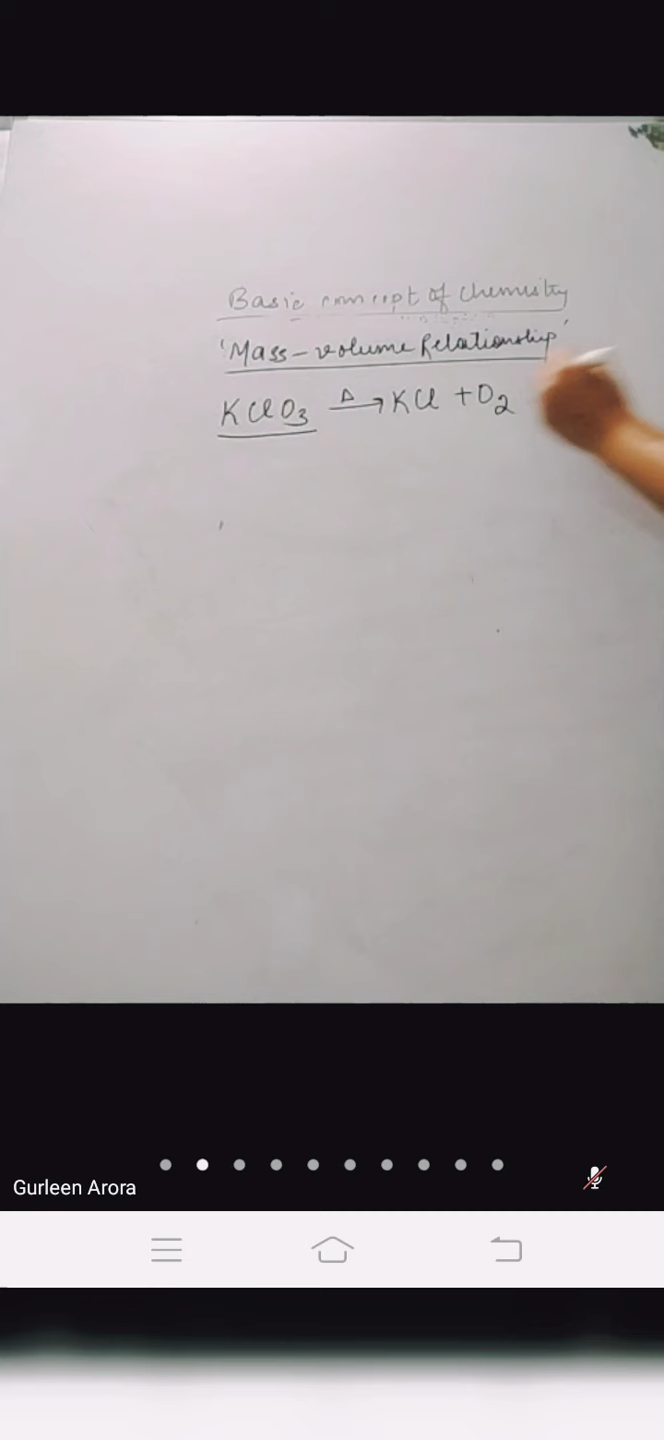 Basic concept of Chemistry
'Mass-volume Relationship'
KClO₃ Δ→ KCl + O₂
Gurleen Arora